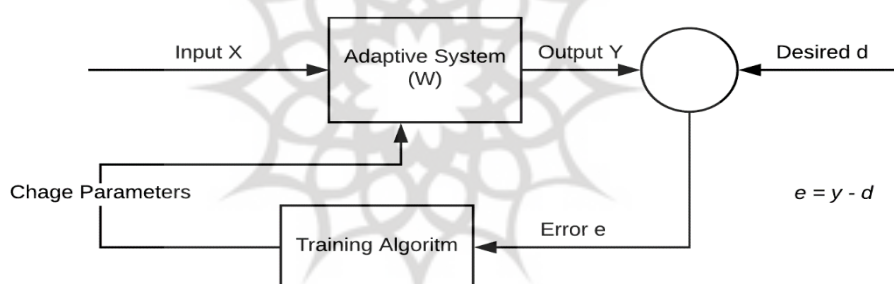 Input X
Adaptive System
(W)
Output Y
Desired d
Chage Parameters
e = y - d
Training Algoritm
Error e